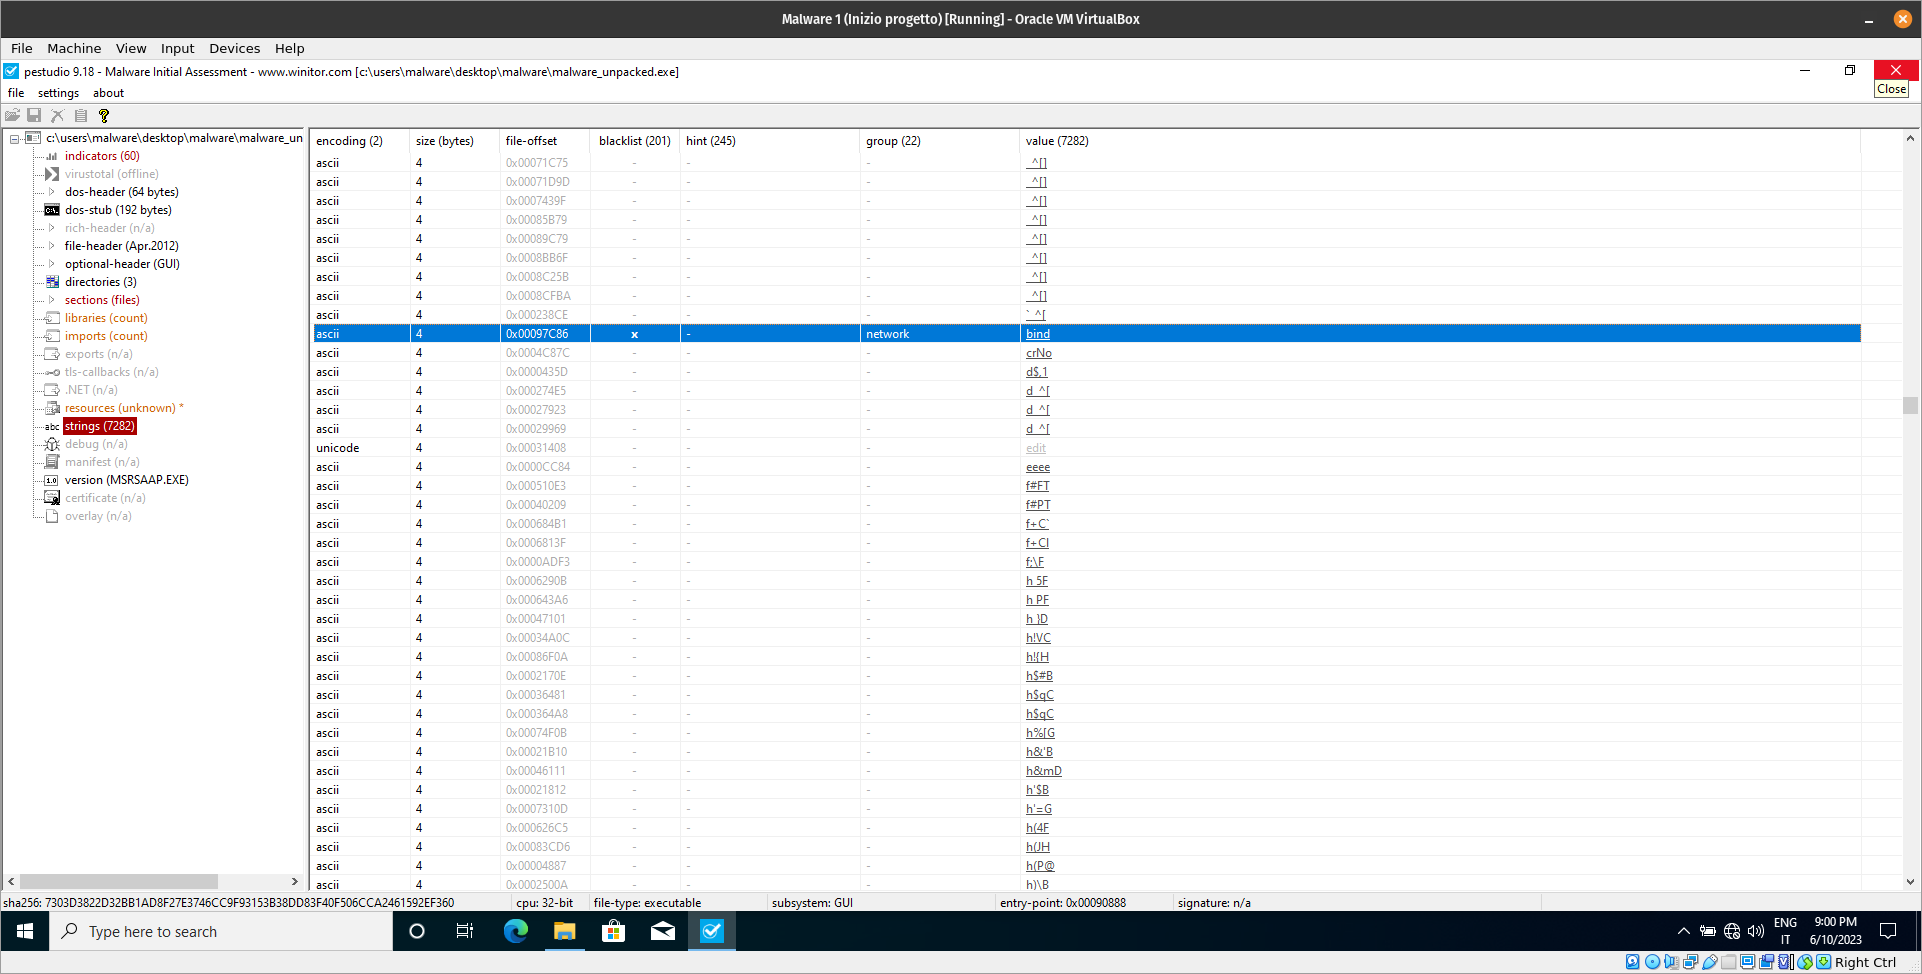 Malware 1 (Inizio progetto) [Running] - Oracle VM VirtualBox
File Machine View Input Devices Help
pestudio 9.18 - Malware Initial Assessment - www.winitor.com [c:\users\malware\desktop\malware\malware_unpacked.exe]
Close
file settings about
c:\users\malware\desktop\malware\malware_un
indicators (60)
virustotal (offline)
dos-header (64 bytes)
dos-stub (192 bytes)
rich-header (n/a)
file-header (Apr.2012)
optional-header (GUI)
directories (3)
sections (files)
libraries (count)
imports (count)
exports (n/a)
tls-callbacks (n/a)
.NET (n/a)
resources (unknown) *
abc strings (7282)
debug (n/a)
manifest (n/a)
1.0 version (MSRSAAP.EXE)
certificate (n/a)
overlay (n/a)
encoding (2) size (bytes) file-offset blacklist (201) hint (245) group (22) value (7282)
ascii 4 0x00071C75 - - - _^[]
ascii 4 0x00071D9D - - - _^[]
ascii 4 0x0007439F - - - _^[]
ascii 4 0x00085B79 - - - _^[]
ascii 4 0x00089C79 - - - _^[]
ascii 4 0x0008BB6F - - - _^[]
ascii 4 0x0008C25B - - - _^[]
ascii 4 0x0008CFBA - - - _^[]
ascii 4 0x000238CE - - - `_^[
ascii 4 0x00097C86 x - network bind
ascii 4 0x0004C87C - - - crNo
ascii 4 0x0000435D - - - d$,1
ascii 4 0x000274E5 - - - d_^[
ascii 4 0x00027923 - - - d_^[
ascii 4 0x00029969 - - - d_^[
unicode 4 0x00031408 - - - edit
ascii 4 0x0000CC84 - - - eeee
ascii 4 0x000510E3 - - - f#FT
ascii 4 0x00040209 - - - f#PT
ascii 4 0x000684B1 - - - f+C`
ascii 4 0x0006813F - - - f+CI
ascii 4 0x0000ADF3 - - - f;\F
ascii 4 0x0006290B - - - h 5F
ascii 4 0x000643A6 - - - h PF
ascii 4 0x00047101 - - - h }D
ascii 4 0x00034A0C - - - h!VC
ascii 4 0x00086F0A - - - h!{H
ascii 4 0x0002170E - - - h$#B
ascii 4 0x00036481 - - - h$qC
ascii 4 0x000364A8 - - - h$qC
ascii 4 0x00074F0B - - - h%[G
ascii 4 0x00021B10 - - - h&'B
ascii 4 0x00046111 - - - h&mD
ascii 4 0x00021812 - - - h'$B
ascii 4 0x0007310D - - - h'=G
ascii 4 0x000626C5 - - - h(4F
ascii 4 0x00083CD6 - - - h(JH
ascii 4 0x00004887 - - - h(P@
ascii 4 0x0002500A - - - h)\B
sha256: 7303D3822D32BB1AD8F27E3746CC9F93153B38DD83F40F506CCA2461592EF360 cpu: 32-bit file-type: executable subsystem: GUI entry-point: 0x00090888 signature: n/a
Type here to search
ENG
IT
9:00 PM
6/10/2023
Right Ctrl